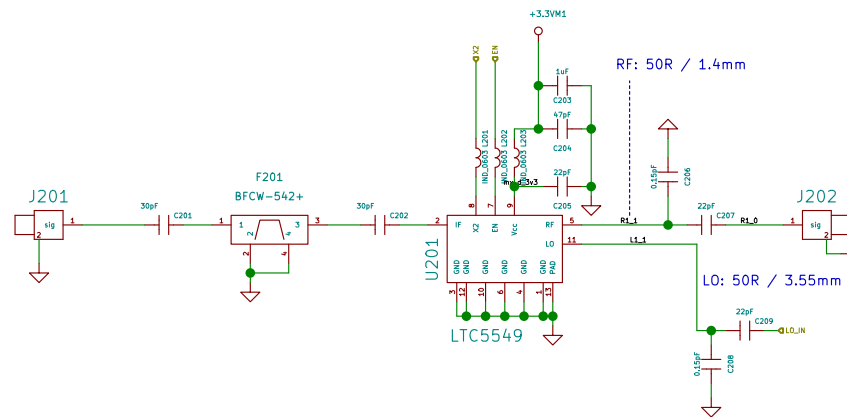 +3.3VM1
X2
EN
RF: 50R / 1.4mm
1uF
C203
47pF
C204
L201
IND_0603
L202
IND_0603
L203
IND_0603
22pF
C205
0.15pF
C206
J201
sig
1
2
30pF
C201
F201
BFCW-542+
1
2
4
3
2
4
30pF
C202
2
8
7
9
IF
X2
EN
Vcc
RF
LO
GND
GND
GND
GND
GND
GND
PAD
5
11
3
12
10
6
4
1
13
U201
LTC5549
R1_1
L1_1
22pF
C207
R1_0
1
J202
sig
2
LO: 50R / 3.55mm
22pF
C209
LO_IN
0.15pF
C208